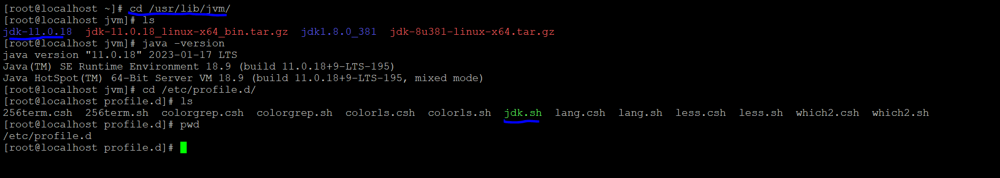 [root@localhost ~]# cd /usr/lib/jvm/
[root@localhost jvm]# ls
jdk-11.0.18  jdk-11.0.18_linux-x64_bin.tar.gz  jdk1.8.0_381  jdk-8u381-linux-x64.tar.gz
[root@localhost jvm]# java -version
java version "11.0.18" 2023-01-17 LTS
Java(TM) SE Runtime Environment 18.9 (build 11.0.18+9-LTS-195)
Java HotSpot(TM) 64-Bit Server VM 18.9 (build 11.0.18+9-LTS-195, mixed mode)
[root@localhost jvm]# cd /etc/profile.d/
[root@localhost profile.d]# ls
256term.csh  256term.sh  colorgrep.csh  colorgrep.sh  colorls.csh  colorls.sh  jdk.sh  lang.csh  lang.sh  less.csh  less.sh  which2.csh  which2.sh
[root@localhost profile.d]# pwd
/etc/profile.d
[root@localhost profile.d]#